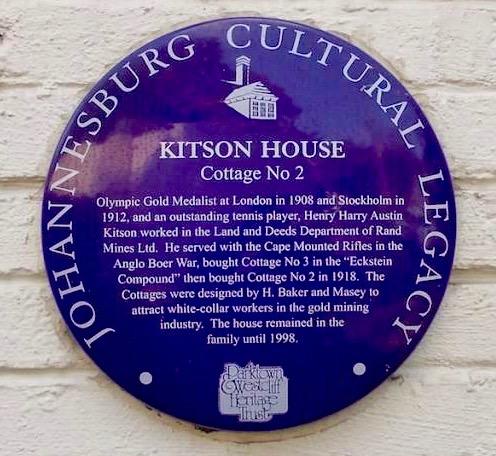 JOHANNESBURG CULTURAL LEGACY
KITSON HOUSE
Cottage No 2
Olympic Gold Medalist at London in 1908 and Stockholm in
1912, and an outstanding tennis player, Henry Harry Austin
Kitson worked in the Land and Deeds Department of Rand
Mines Ltd. He served with the Cape Mounted Rifles in the
Anglo Boer War, bought Cottage No 3 in the "Eckstein
Compound" then bought Cottage No 2 in 1918. The
Cottages were designed by H. Baker and Masey to
attract white-collar workers in the gold mining
industry. The house remained in the
family until 1998.
Parktown
& Westcliff
Heritage
Trust